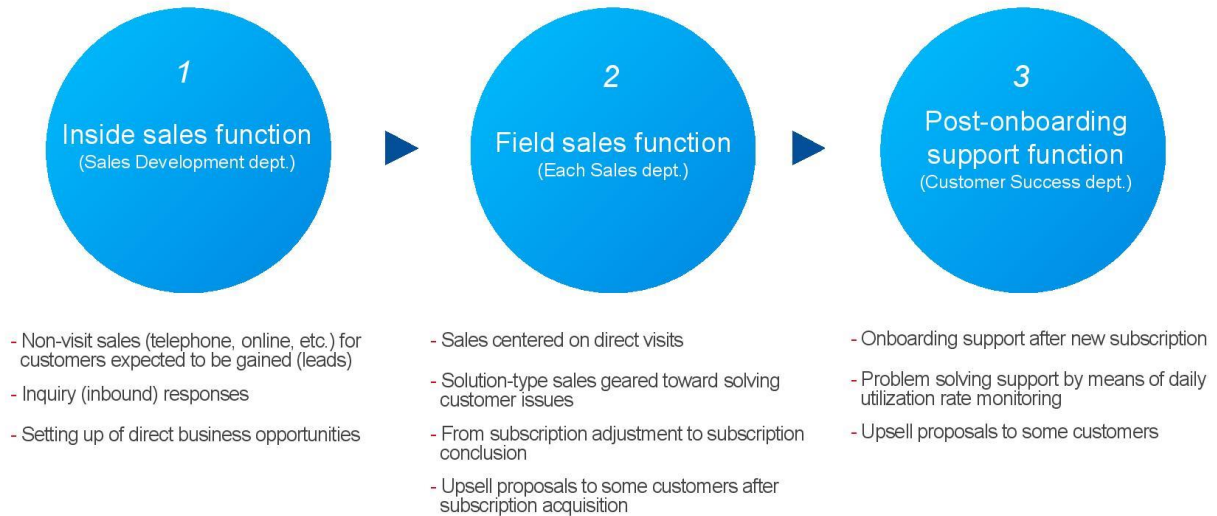 1
Inside sales function
(Sales Development dept.)
2
Field sales function
(Each Sales dept.)
3
Post-onboarding
support function
(Customer Success dept.)
- Non-visit sales (telephone, online, etc.) for
customers expected to be gained (leads)
- Inquiry (inbound) responses
- Setting up of direct business opportunities
- Sales centered on direct visits
- Solution-type sales geared toward solving
customer issues
- From subscription adjustment to subscription
conclusion
- Upsell proposals to some customers after
subscription acquisition
- Onboarding support after new subscription
- Problem solving support by means of daily
utilization rate monitoring
- Upsell proposals to some customers